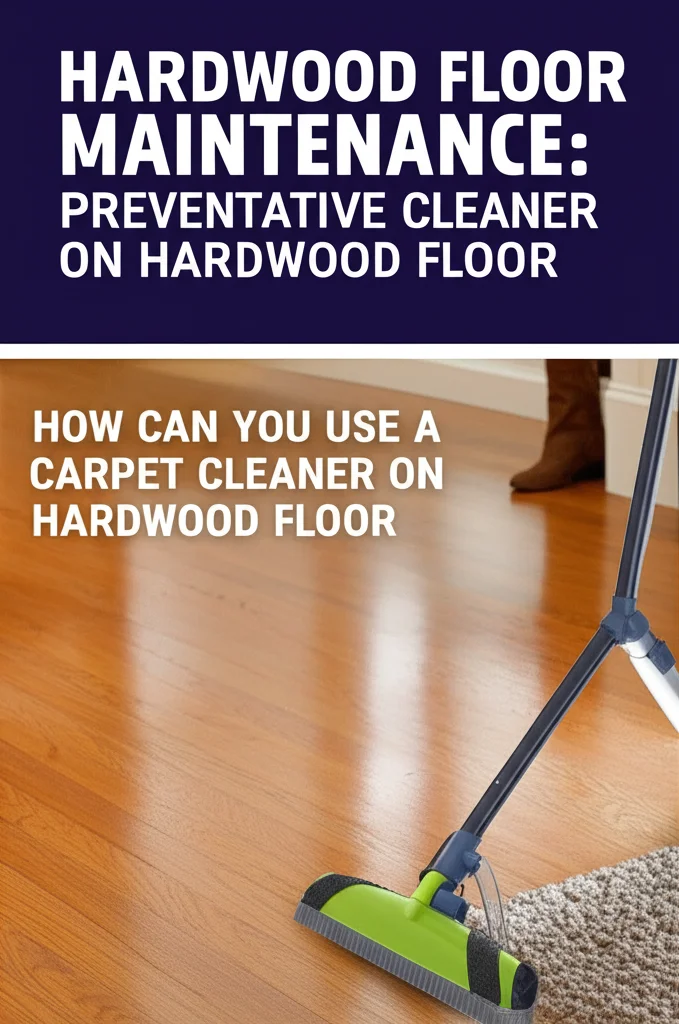 HARDWOOD FLOOR
MAINTENANCE:
PREVENTATIVE CLEANER
ON HARDWOOD FLOOR
HOW CAN YOU USE A
CARPET CLEANER ON
HARDWOOD FLOOR